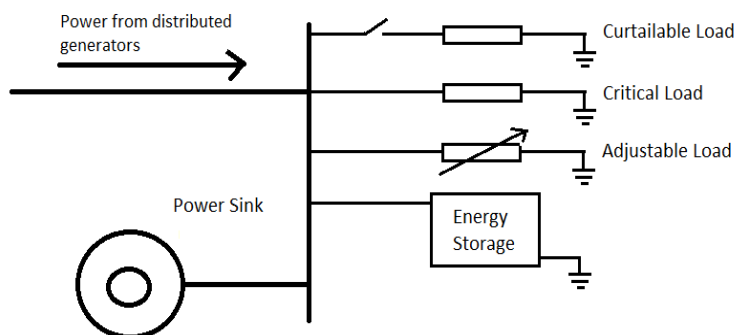 Power from distributed
generators
Curtailable Load
Critical Load
Adjustable Load
Power Sink
Energy
Storage